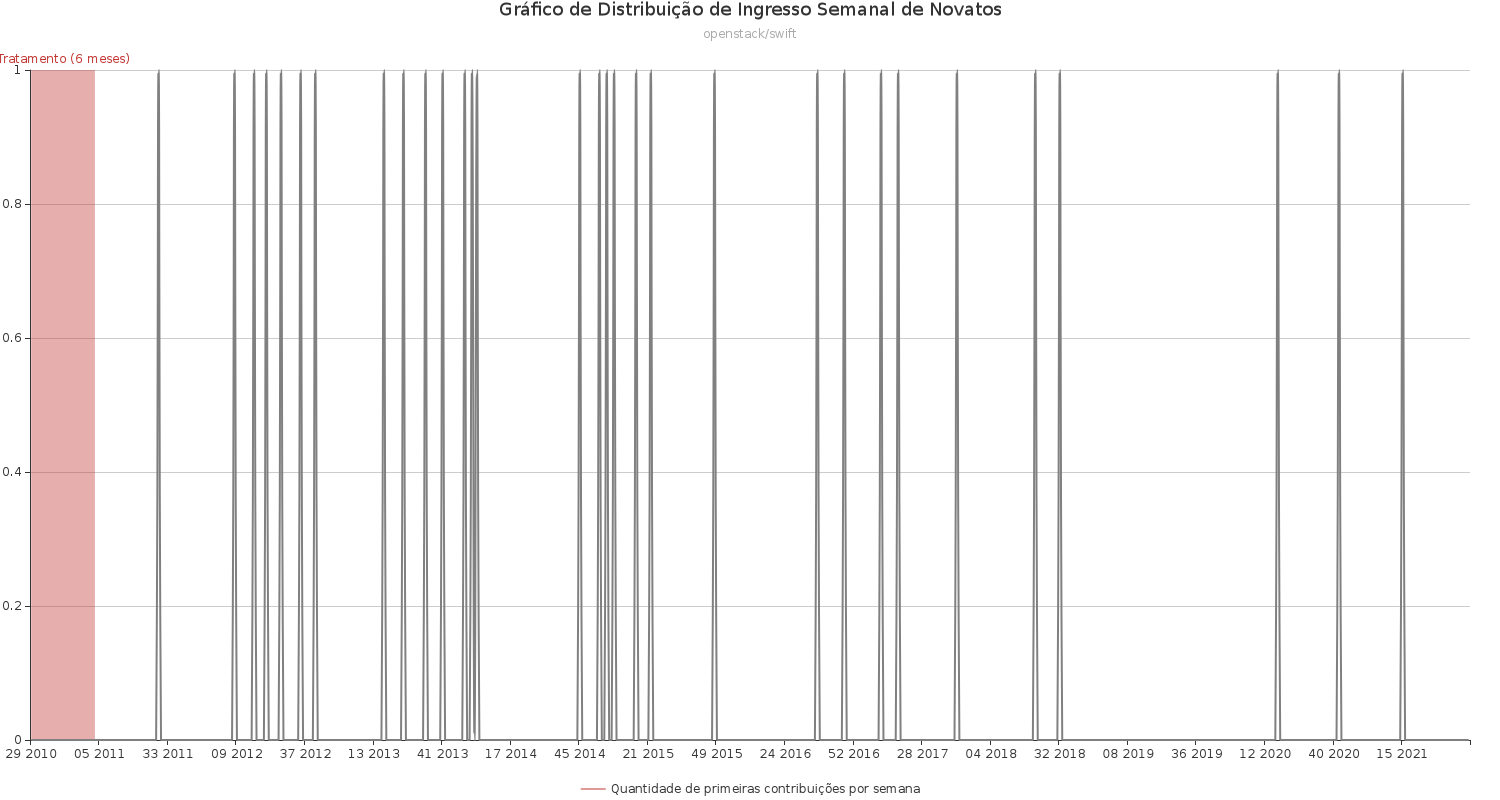 Gráfico de Distribuição de Ingresso Semanal de Novatos
openstack/swift
Tratamento (6 meses)
1
0.8
0.6
0.4
0.2
0
29 2010 05 2011 33 2011 09 2012 37 2012 13 2013 41 2013 17 2014 45 2014 21 2015 49 2015 24 2016 52 2016 28 2017 04 2018 32 2018 08 2019 36 2019 12 2020 40 2020 15 2021
Quantidade de primeiras contribuições por semana